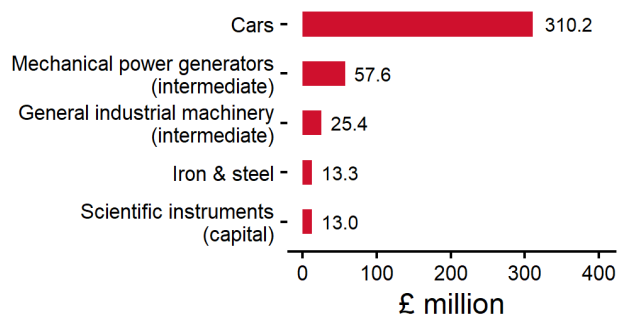 Cars
310.2
Mechanical power generators
(intermediate)
57.6
General industrial machinery
(intermediate)
25.4
Iron & steel
13.3
Scientific instruments
(capital)
13.0
0 100 200 300 400
£ million